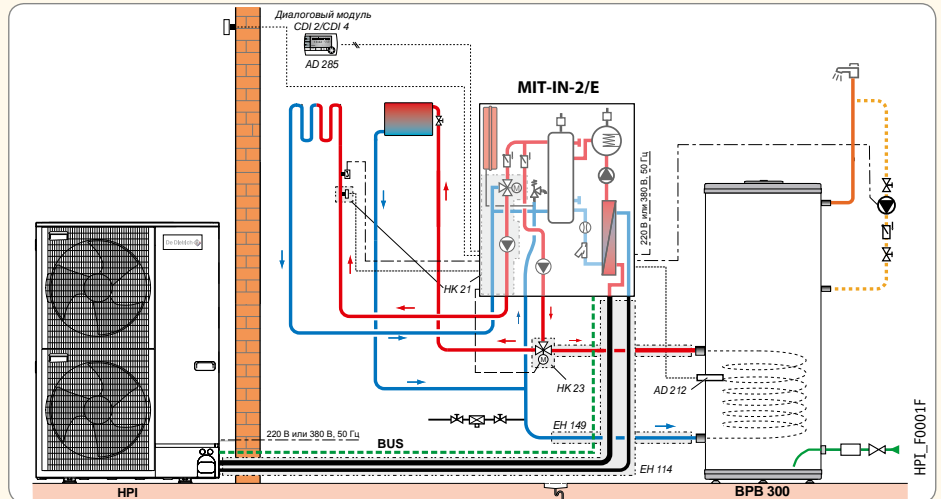 Диалоговый модуль
CDI 2/CDI 4
AD 285
MIT-IN-2/E
220 В или 380 В, 50 Гц
De Dietrich
M
HK 21
M
HK 23
AD 212
220 В или 380 В, 50 Гц
BUS
EH 149
EH 114
HPI
BPB 300
HPI_F0001F